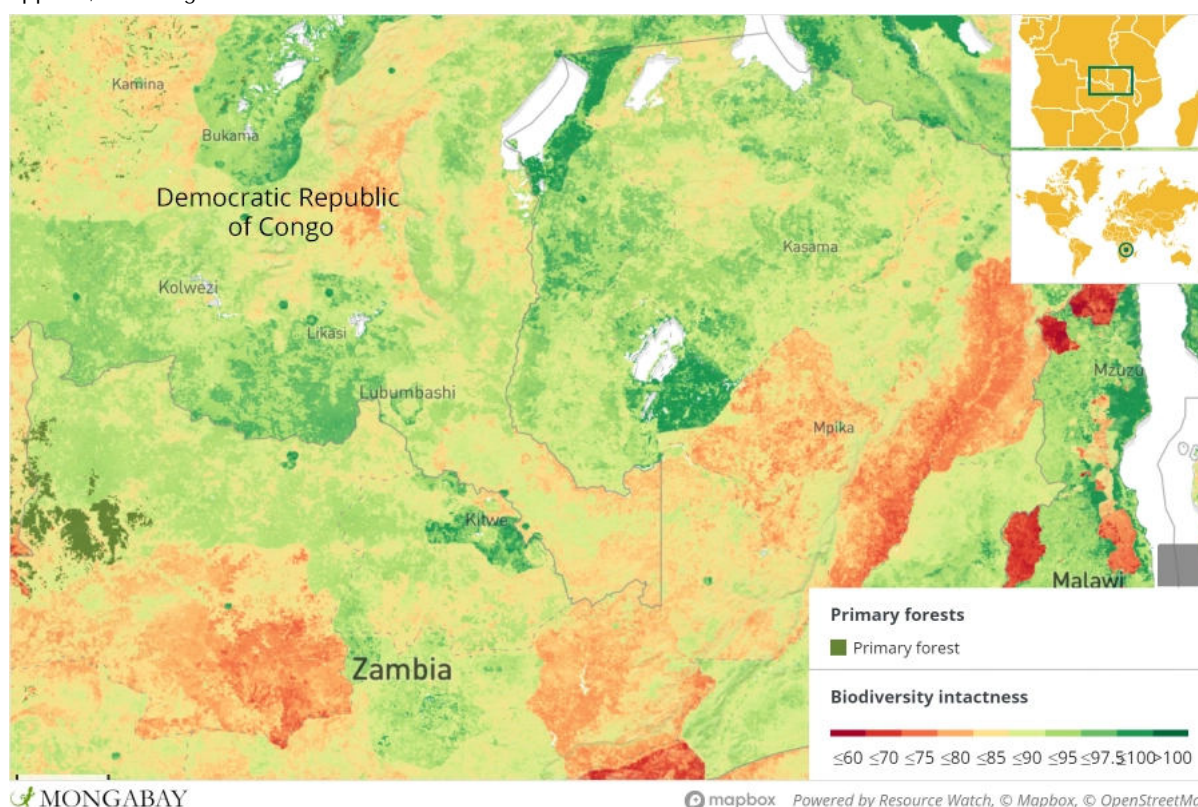 Kamina
Bukama
Democratic Republic
of Congo
Kasama
Kolwezi
Likasi
Lubumbashi
Mzuzu
Mpika
Kitwe
Malawi
Zambia
Primary forests
Primary forest
Biodiversity intactness
≤60 ≤70 ≤75 ≤80 ≤85 ≤90 ≤95 ≤97.5 ≤100 >100
MONGABAY
mapbox Powered by Resource Watch, © Mapbox, © OpenStreetMa